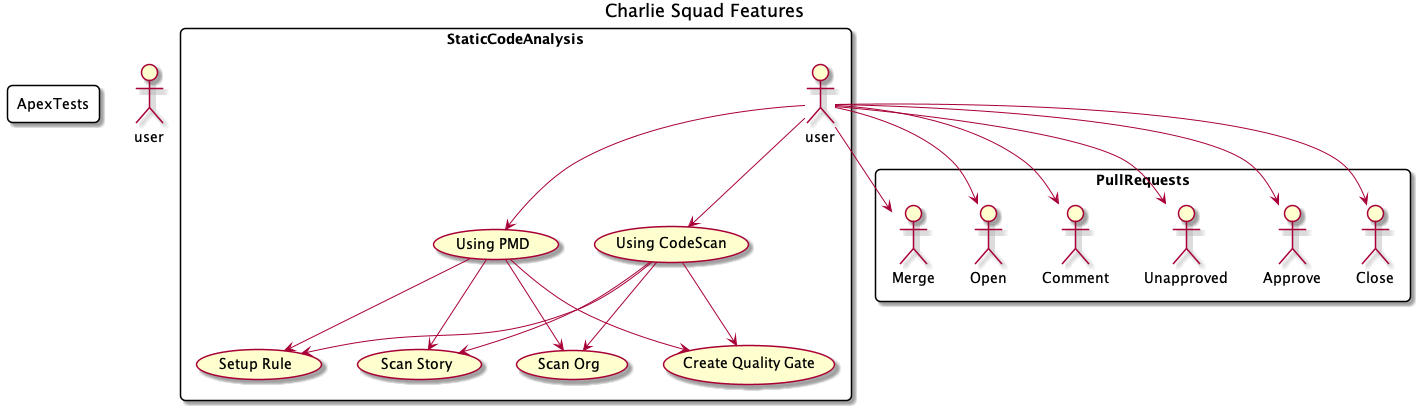 Charlie Squad Features
StaticCodeAnalysis
ApexTests
user
user
PullRequests
Using PMD
Using CodeScan
Merge
Open
Comment
Unapproved
Approve
Close
Setup Rule
Scan Story
Scan Org
Create Quality Gate